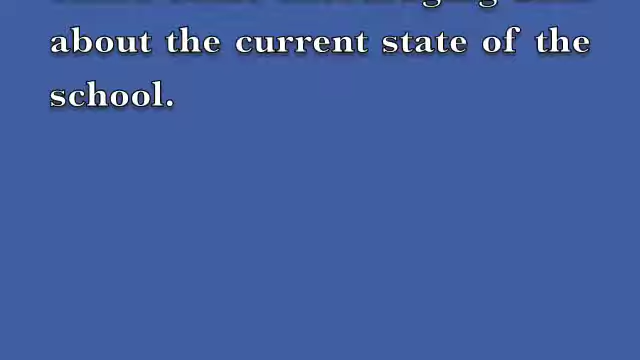 about the current state of the
school.